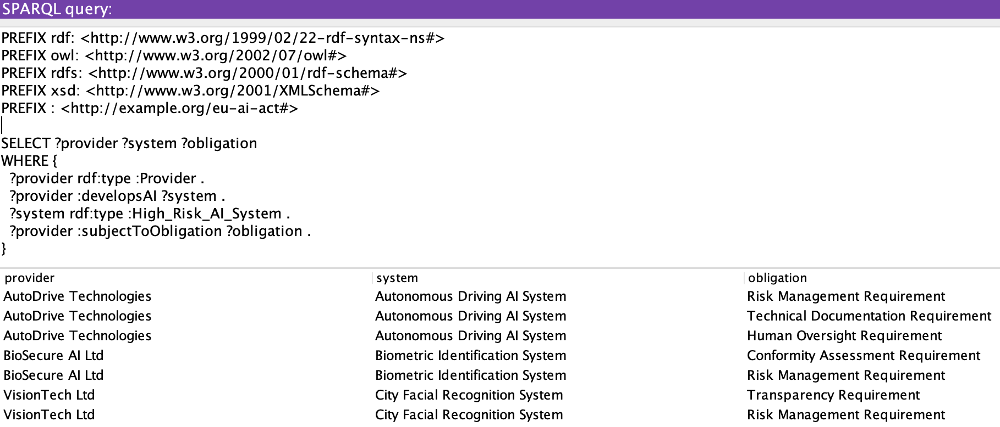 SPARQL query:
PREFIX rdf: <http://www.w3.org/1999/02/22-rdf-syntax-ns#>
PREFIX owl: <http://www.w3.org/2002/07/owl#>
PREFIX rdfs: <http://www.w3.org/2000/01/rdf-schema#>
PREFIX xsd: <http://www.w3.org/2001/XMLSchema#>
PREFIX : <http://example.org/eu-ai-act#>
SELECT ?provider ?system ?obligation
WHERE {
?provider rdf:type :Provider .
?provider :developsAI ?system .
?system rdf:type :High_Risk_AI_System .
?provider :subjectToObligation ?obligation .
}
provider system obligation
AutoDrive Technologies Autonomous Driving AI System Risk Management Requirement
AutoDrive Technologies Autonomous Driving AI System Technical Documentation Requirement
AutoDrive Technologies Autonomous Driving AI System Human Oversight Requirement
BioSecure AI Ltd Biometric Identification System Conformity Assessment Requirement
BioSecure AI Ltd Biometric Identification System Risk Management Requirement
VisionTech Ltd City Facial Recognition System Transparency Requirement
VisionTech Ltd City Facial Recognition System Risk Management Requirement